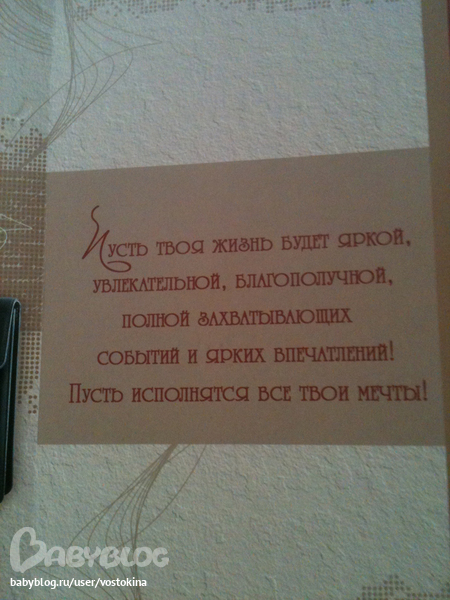 Пусть твоя жизнь будет яркой,
увлекательной, благополучной,
полной захватывающих
событий и ярких впечатлений!
Пусть исполнятся все твои мечты!
BABYBLOG
babyblog.ru/user/vostokina